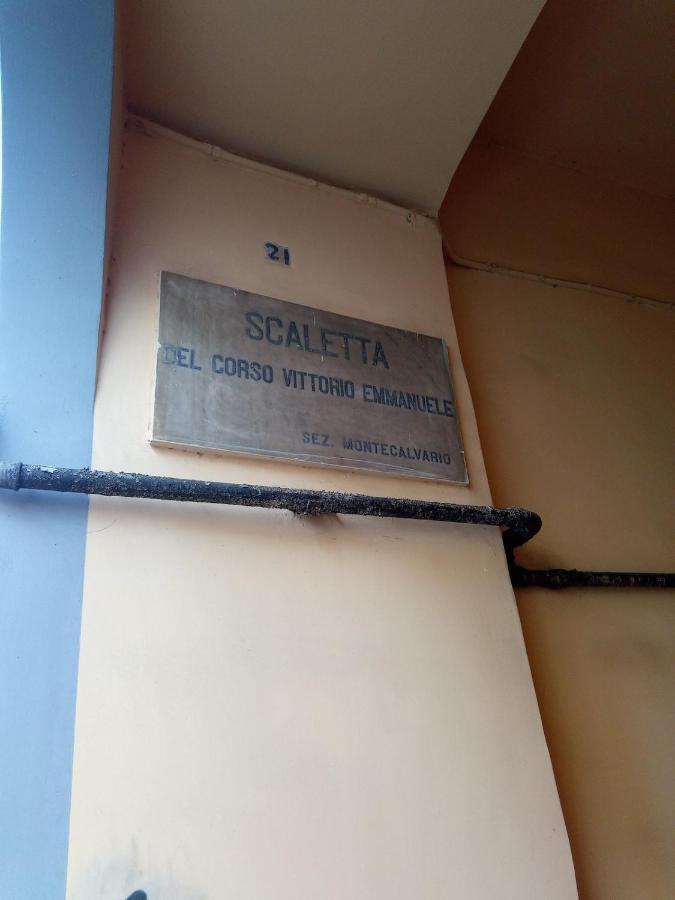 21
SCALETTA
DEL CORSO VITTORIO EMMANUELE
SEZ. MONTECALVARIO